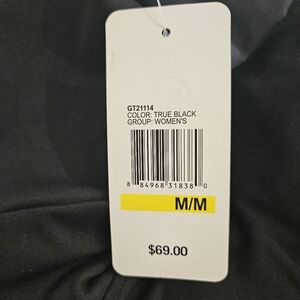 GT21114
COLOR: TRUE BLACK
GROUP: WOMEN'S
8 84968 31838 0
M/M
$69.00